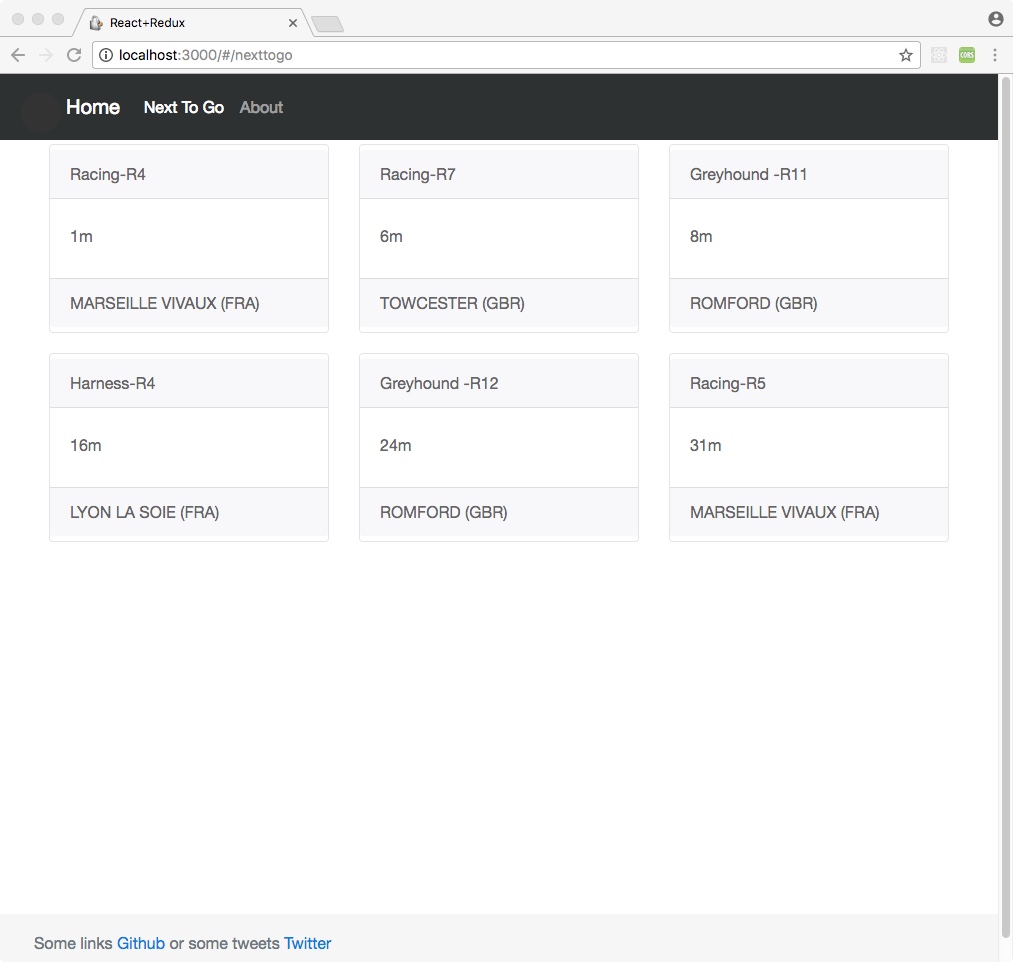 React+Redux
localhost:3000/#/nexttogo
CORS
Home Next To Go About
Racing-R4
1m
MARSEILLE VIVAUX (FRA)
Racing-R7
6m
TOWCESTER (GBR)
Greyhound -R11
8m
ROMFORD (GBR)
Harness-R4
16m
LYON LA SOIE (FRA)
Greyhound -R12
24m
ROMFORD (GBR)
Racing-R5
31m
MARSEILLE VIVAUX (FRA)
Some links Github or some tweets Twitter